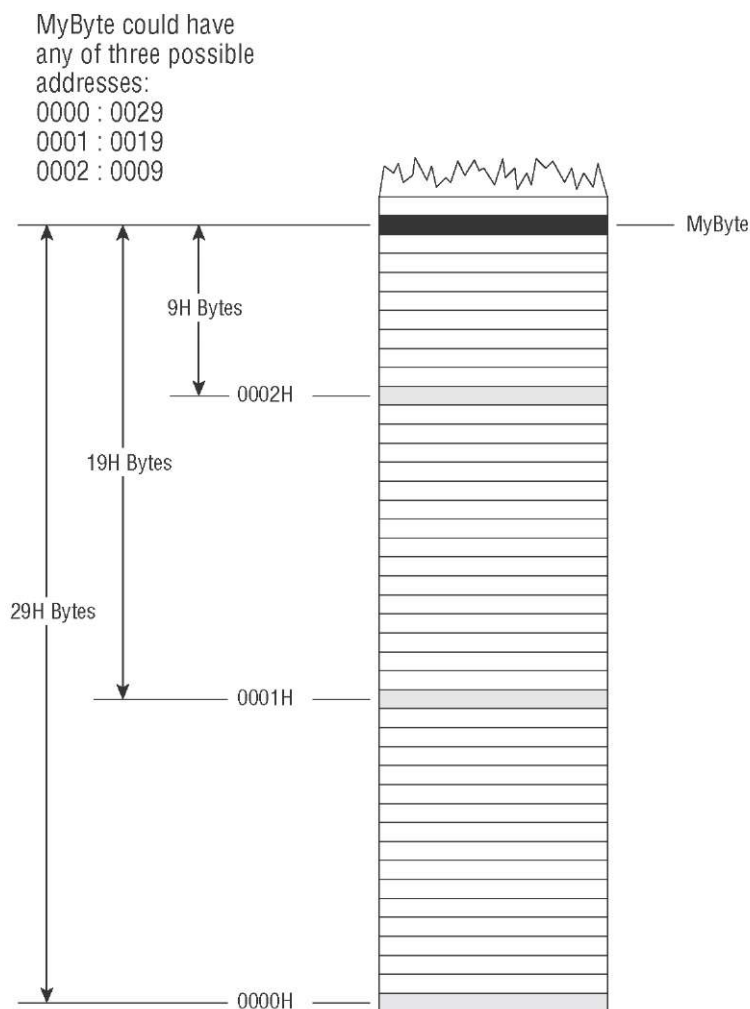 MyByte could have
any of three possible
addresses:
0000 : 0029
0001 : 0019
0002 : 0009
MyByte
9H Bytes
0002H
19H Bytes
29H Bytes
0001H
0000H